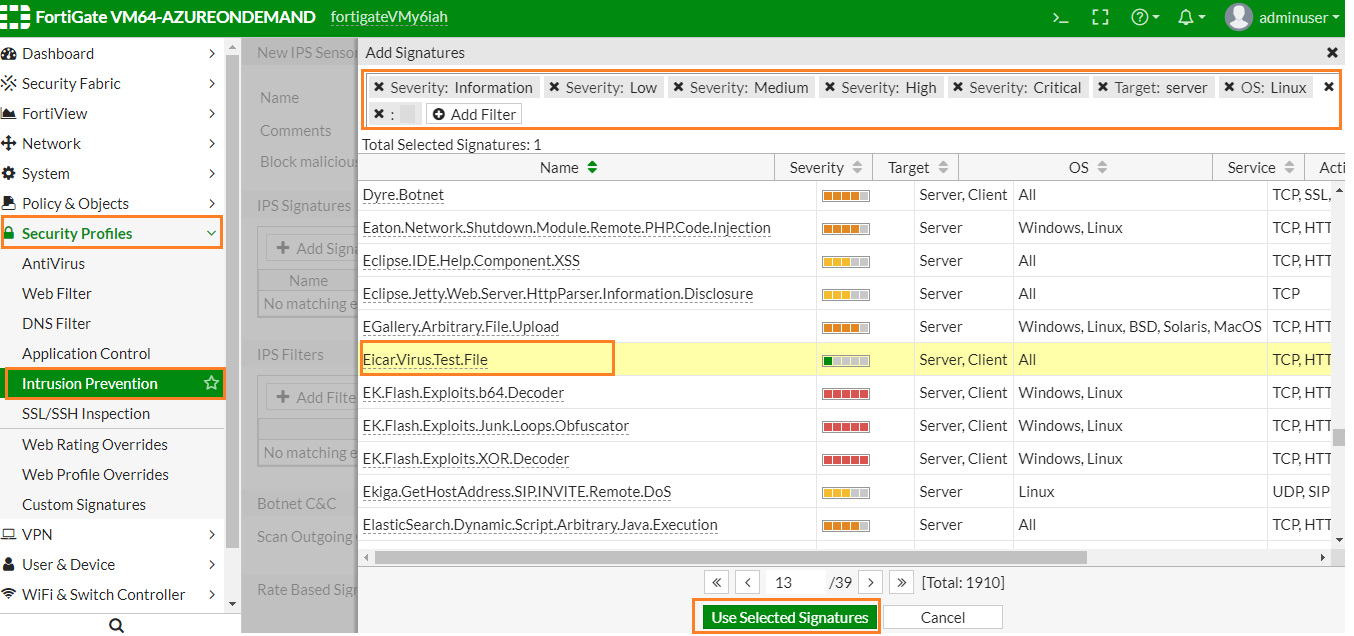 FortiGate VM64-AZUREONDEMAND fortigateVMy6iah adminuser
Dashboard
Security Fabric
FortiView
Network
System
Policy & Objects
Security Profiles
AntiVirus
Web Filter
DNS Filter
Application Control
Intrusion Prevention
SSL/SSH Inspection
Web Rating Overrides
Web Profile Overrides
Custom Signatures
VPN
User & Device
WiFi & Switch Controller
New IPS Sensor
Name
Comments
Block malicious
IPS Signatures
Add Signa
Name
No matching e
IPS Filters
Add Filte
No matching e
Botnet C&C
Scan Outgoing
Rate Based Sign
Add Signatures
Severity: Information Severity: Low Severity: Medium Severity: High Severity: Critical Target: server OS: Linux
: Add Filter
Total Selected Signatures: 1
Name Severity Target OS Service Acti
Dyre.Botnet Server, Client All TCP, SSL,
Eaton.Network.Shutdown.Module.Remote.PHP.Code.Injection Server Windows, Linux TCP, HTT
Eclipse.IDE.Help.Component.XSS Server All TCP, HTT
Eclipse.Jetty.Web.Server.HttpParser.Information.Disclosure Server All TCP
EGallery.Arbitrary.File.Upload Server Windows, Linux, BSD, Solaris, MacOS TCP, HTT
Eicar.Virus.Test.File Server, Client All TCP, HTT
EK.Flash.Exploits.b64.Decoder Server, Client Windows, Linux TCP, HTT
EK.Flash.Exploits.Junk.Loops.Obfuscator Server, Client Windows, Linux TCP, HTT
EK.Flash.Exploits.XOR.Decoder Server, Client Windows, Linux TCP, HTT
Ekiga.GetHostAddress.SIP.INVITE.Remote.DoS Server Linux UDP, SIP
ElasticSearch.Dynamic.Script.Arbitrary.Java.Execution Server All TCP, HTT
« < 13 /39 > » [Total: 1910]
Use Selected Signatures Cancel